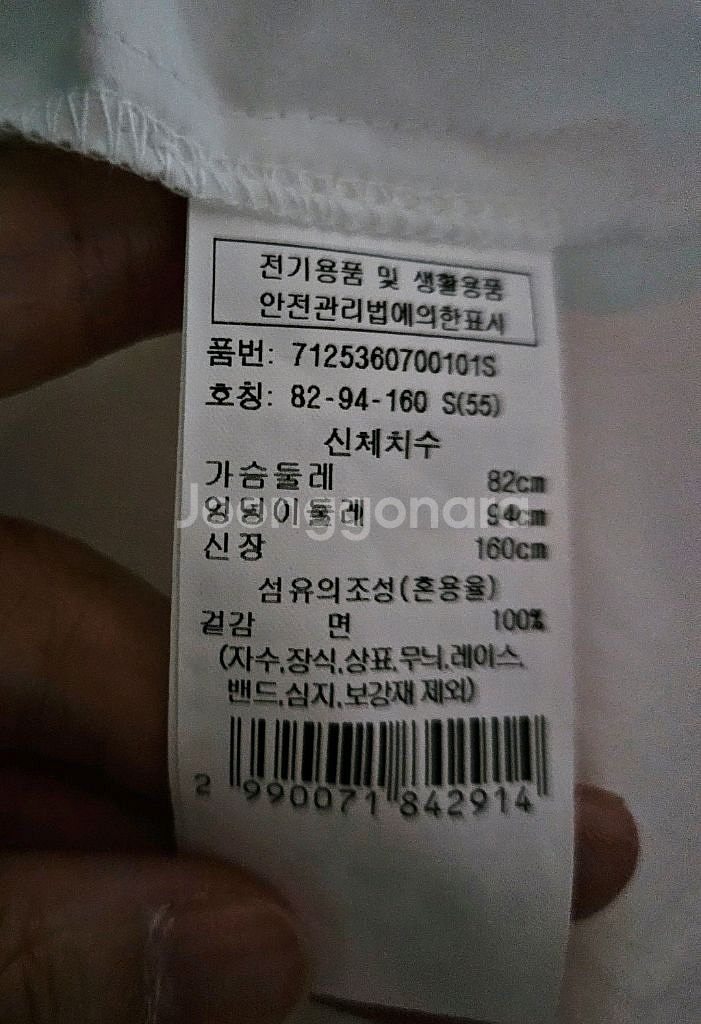 전기용품 및 생활용품
안전관리법에의한표시
품번: 7125360700101S
호칭: 82-94-160 S(55)
신체치수
가슴둘레 82cm
엉덩이둘레 94cm
Joonggonara
신장 160cm
섬유의조성(혼용율)
겉감 면 100%
(자수,장식,상표,무늬,레이스,
밴드,심지,보강재 제외)
2 990071 842914